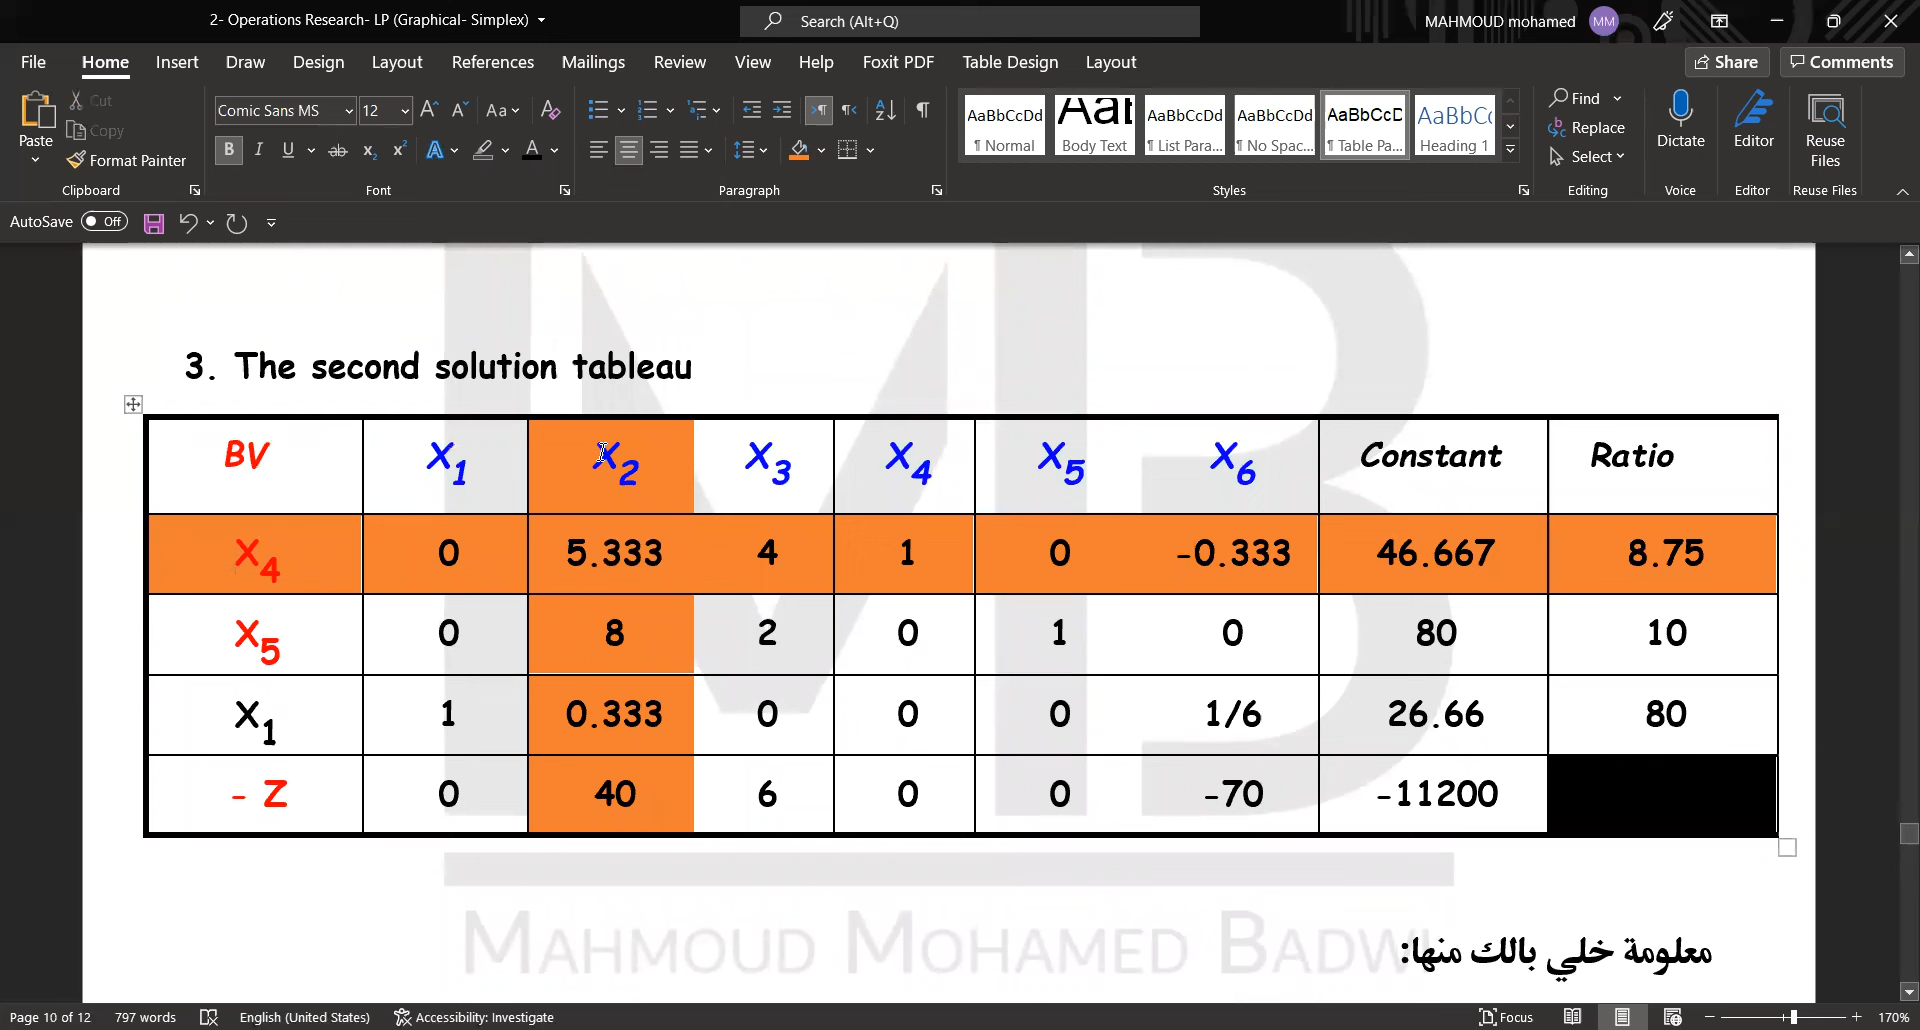 2- Operations Research- LP (Graphical- Simplex)
Search (Alt+Q)
MAHMOUD mohamed MM
File Home Insert Draw Design Layout References Mailings Review View Help Foxit PDF Table Design Layout
Share Comments
Paste
Cut
Copy
Format Painter
Clipboard
Comic Sans MS 12
Font
Paragraph
AaBbCcDd AaB AaBbCcDd AaBbCcDd AaBbCcD AaBbCc
¶ Normal Body Text ¶ List Para... ¶ No Spac... ¶ Table Pa... Heading 1
Styles
Find
Replace
Select
Editing
Dictate
Voice
Editor
Editor
Reuse
Files
Reuse Files
AutoSave Off
3. The second solution tableau
BV X1 X2 X3 X4 X5 X6 Constant Ratio
X4 0 5.333 4 1 0 -0.333 46.667 8.75
X5 0 8 2 0 1 0 80 10
X1 1 0.333 0 0 0 1/6 26.66 80
- Z 0 40 6 0 0 -70 -11200
MAHMOUD MOHAMED BADWI
معلومة خلي بالك منها:
Page 10 of 12 797 words English (United States) Accessibility: Investigate
Focus 170%